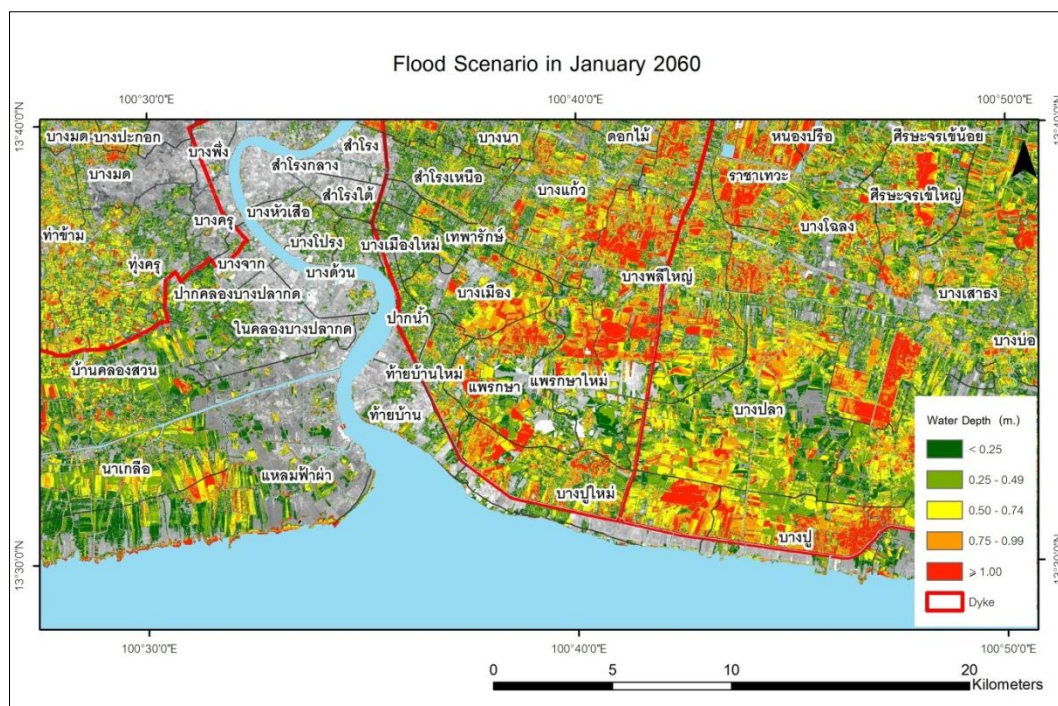 Flood Scenario in January 2060
100°30'0"E
100°40'0"E
100°50'0"E
13°40'0"N
13°40'0"N
บางมด
บางปะกอก
บางพึ่ง
สำโรงกลาง
สำโรง
บางนา
ดอกไม้
หนองปรือ
ศีรษะจรเข้น้อย
บางมด
สำโรงใต้
สำโรงเหนือ
บางแก้ว
ราชาเทวะ
ศีรษะจรเข้ใหญ่
ท่าข้าม
บางครุ
บางหัวเสือ
บางโปรง
บางเมืองใหม่
เทพารักษ์
บางโฉลง
ทุ่งครุ
บางจาก
บางด้วน
บางพลีใหญ่
ปากคลองบางปลากด
บางเมือง
บางเสาธง
ในคลองบางปลากด
ปากน้ำ
บางบ่อ
บ้านคลองสวน
ท้ายบ้านใหม่
แพรกษา
แพรกษาใหม่
ท้ายบ้าน
บางปลา
นาเกลือ
แหลมฟ้าผ่า
บางปูใหม่
บางปู
Water Depth (m.)
< 0.25
0.25 - 0.49
0.50 - 0.74
0.75 - 0.99
⩾ 1.00
Dyke
13°30'0"N
13°30'0"N
100°30'0"E
100°40'0"E
100°50'0"E
0 5 10 20
Kilometers